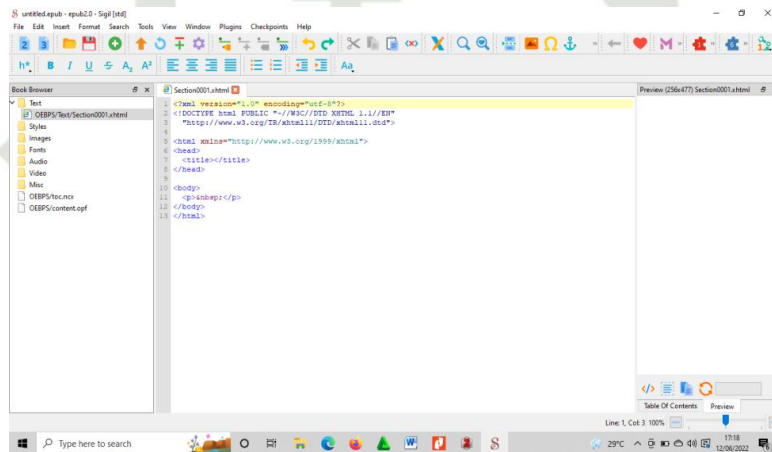 untitled.epub - epub2.0 - Sigil [std]
File Edit Insert Format Search Tools View Window Plugins Checkpoints Help
2 3
h* B I U S A₂ A² Aa
Book Browser
Text
OEBPS/Text/Section0001.xhtml
Styles
Images
Fonts
Audio
Video
Misc
OEBPS/toc.ncx
OEBPS/content.opf
Section0001.xhtml
1 <?xml version="1.0" encoding="utf-8"?>
2 <!DOCTYPE html PUBLIC "-//W3C//DTD XHTML 1.1//EN"
3 "http://www.w3.org/TR/xhtml11/DTD/xhtml11.dtd">
4
5 <html xmlns="http://www.w3.org/1999/xhtml">
6 <head>
7 <title></title>
8 </head>
9
10 <body>
11 <p>&nbsp;</p>
12 </body>
13 </html>
Preview (256x477) Section0001.xhtml
Table Of Contents Preview
Line: 1, Col: 3 100%
Type here to search
29°C
17:18
12/06/2022